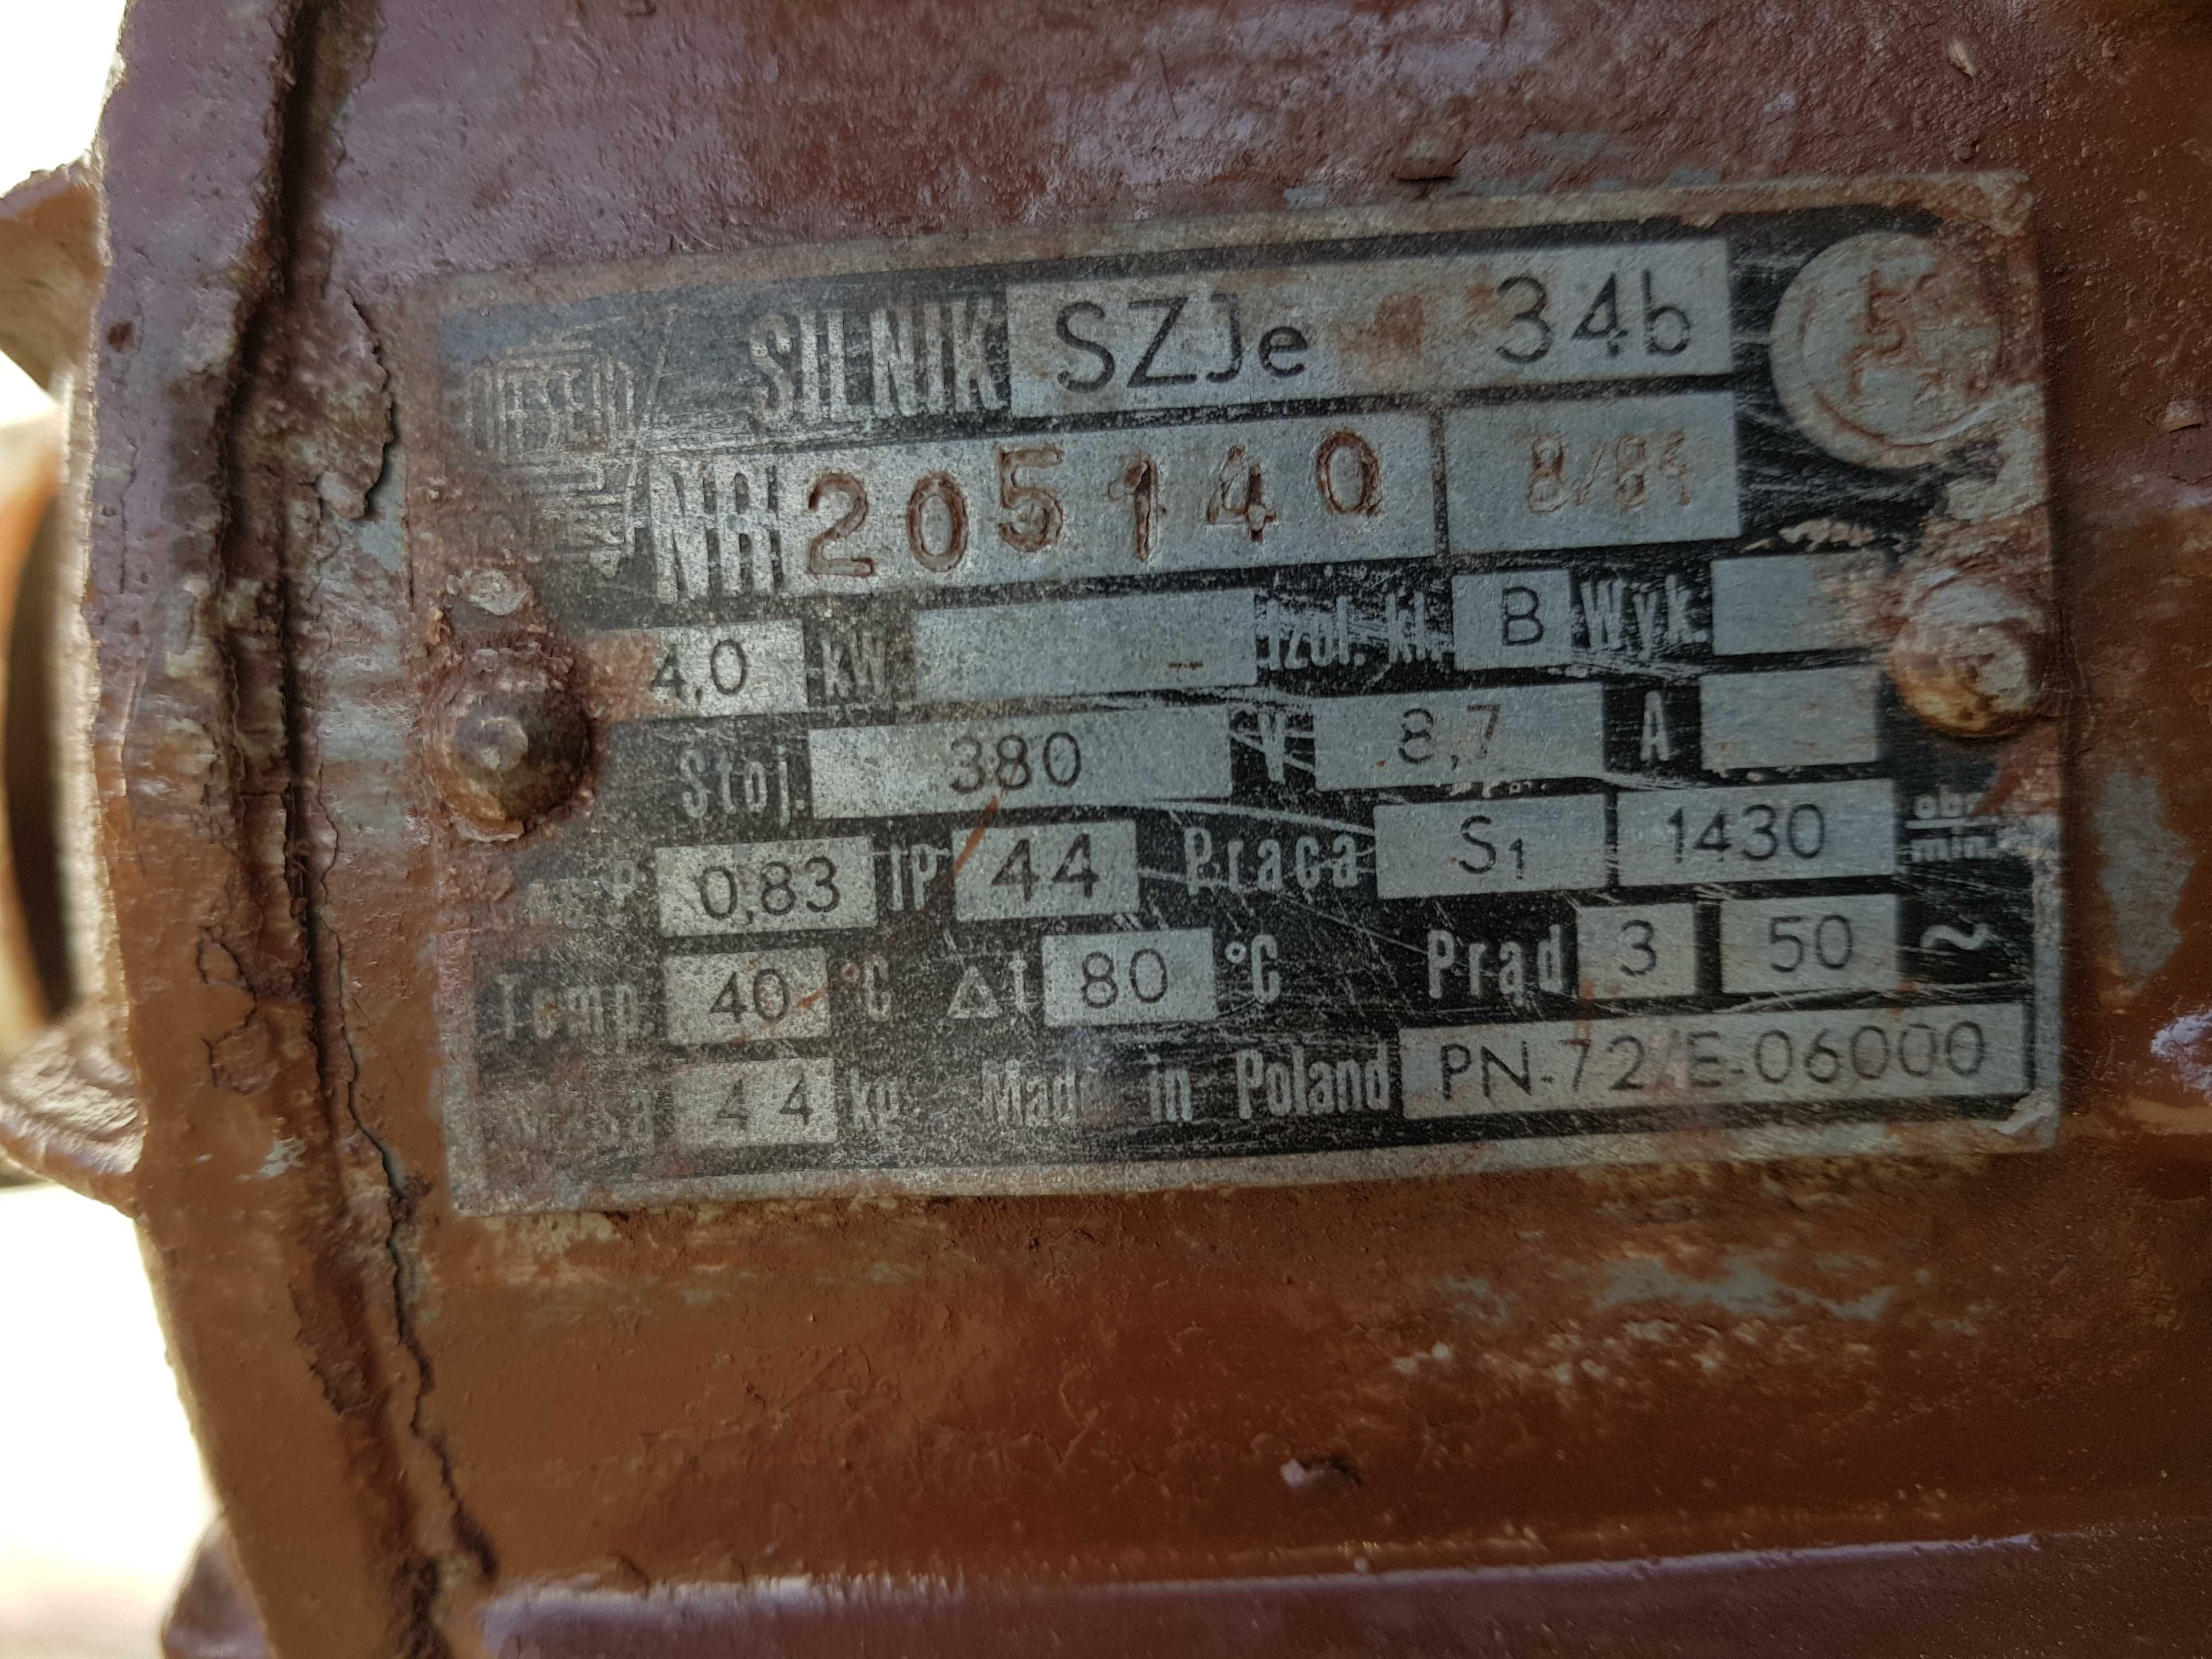 SILNIK SZJe 34b
NR 205140
4,0 kW Izol. kl. B Wyk.
Stoj. 380 V 8,7 A
φ 0,83 IP 44 Praca S1 1430 obr/min
Temp. 40 °C Δt 80 °C Prąd 3 50 ~
44 kg. Made in Poland PN-72/E-06000